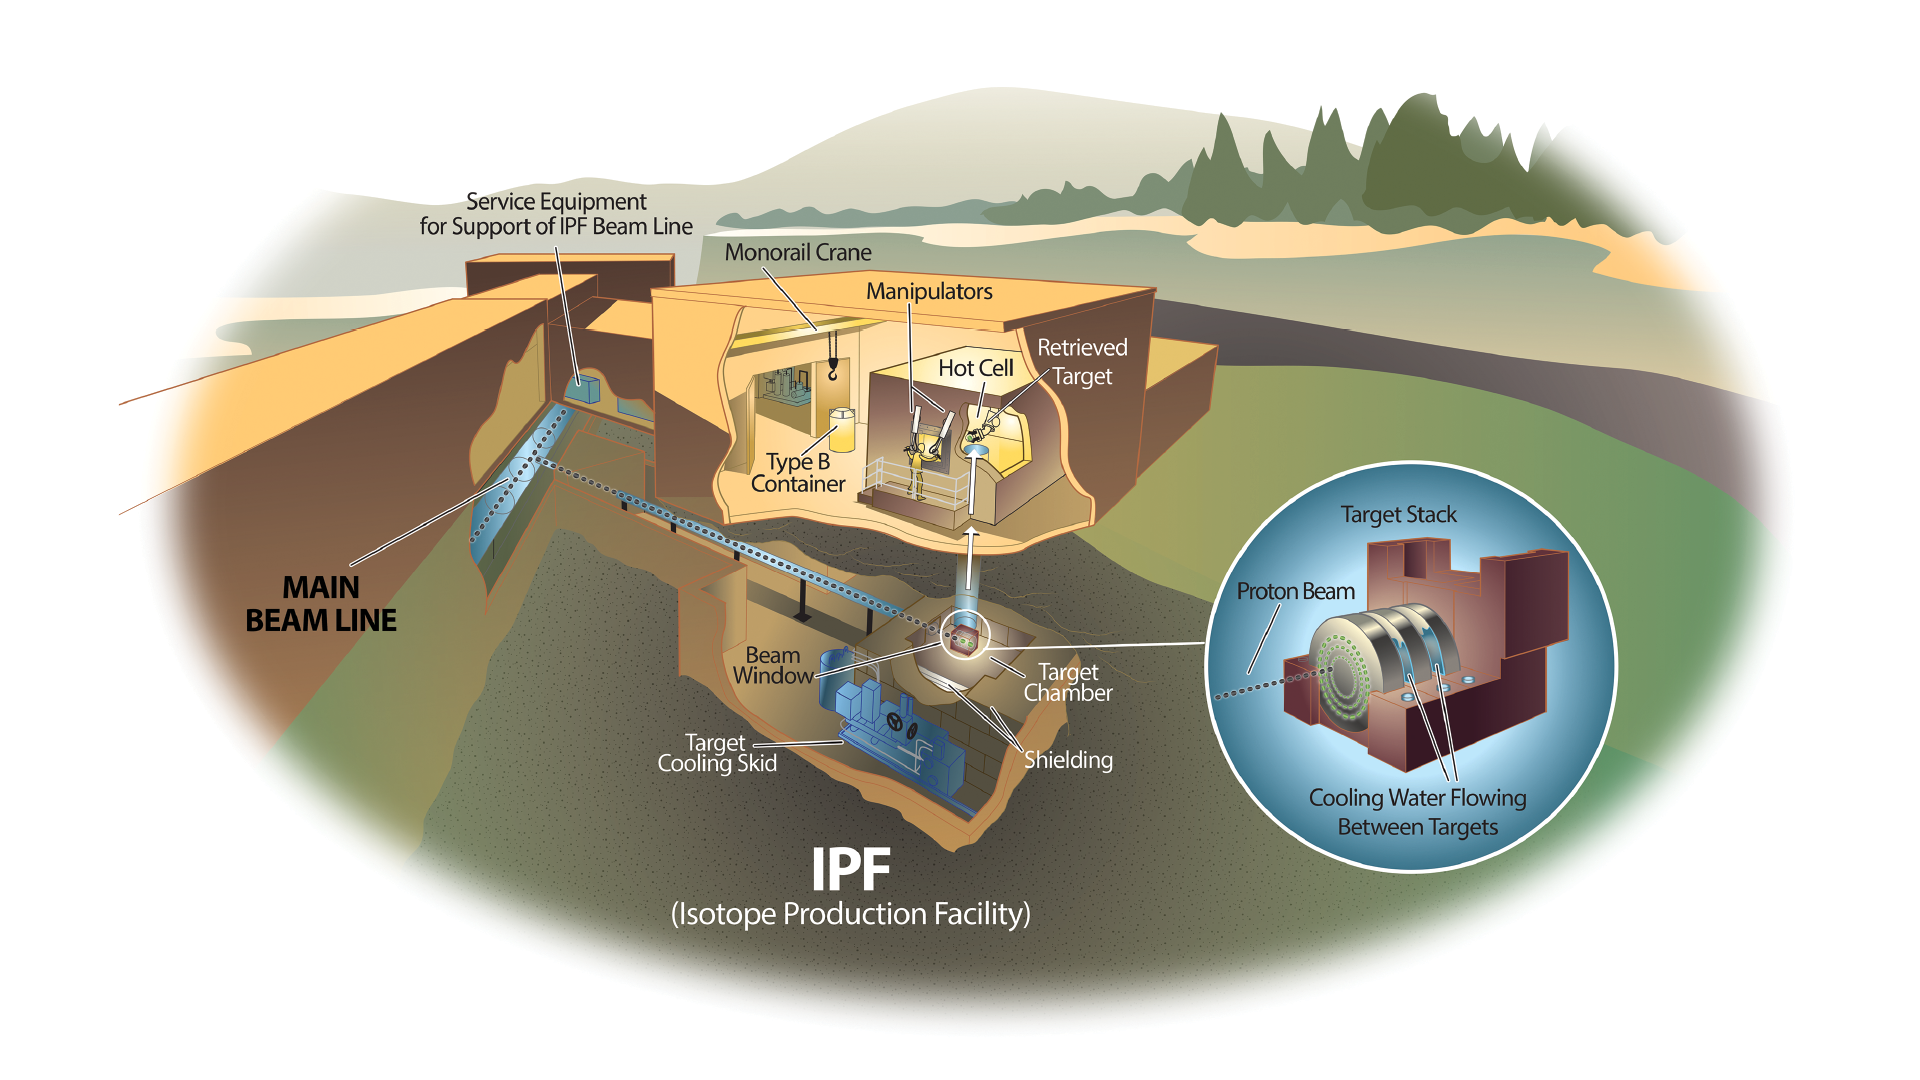 Service Equipment
for Support of IPF Beam Line
Monorail Crane
Manipulators
Retrieved
Target
Hot Cell
Type B
Container
MAIN
BEAM LINE
Beam
Window
Target
Chamber
Target
Cooling Skid
Shielding
IPF
(Isotope Production Facility)
Target Stack
Proton Beam
Cooling Water Flowing
Between Targets